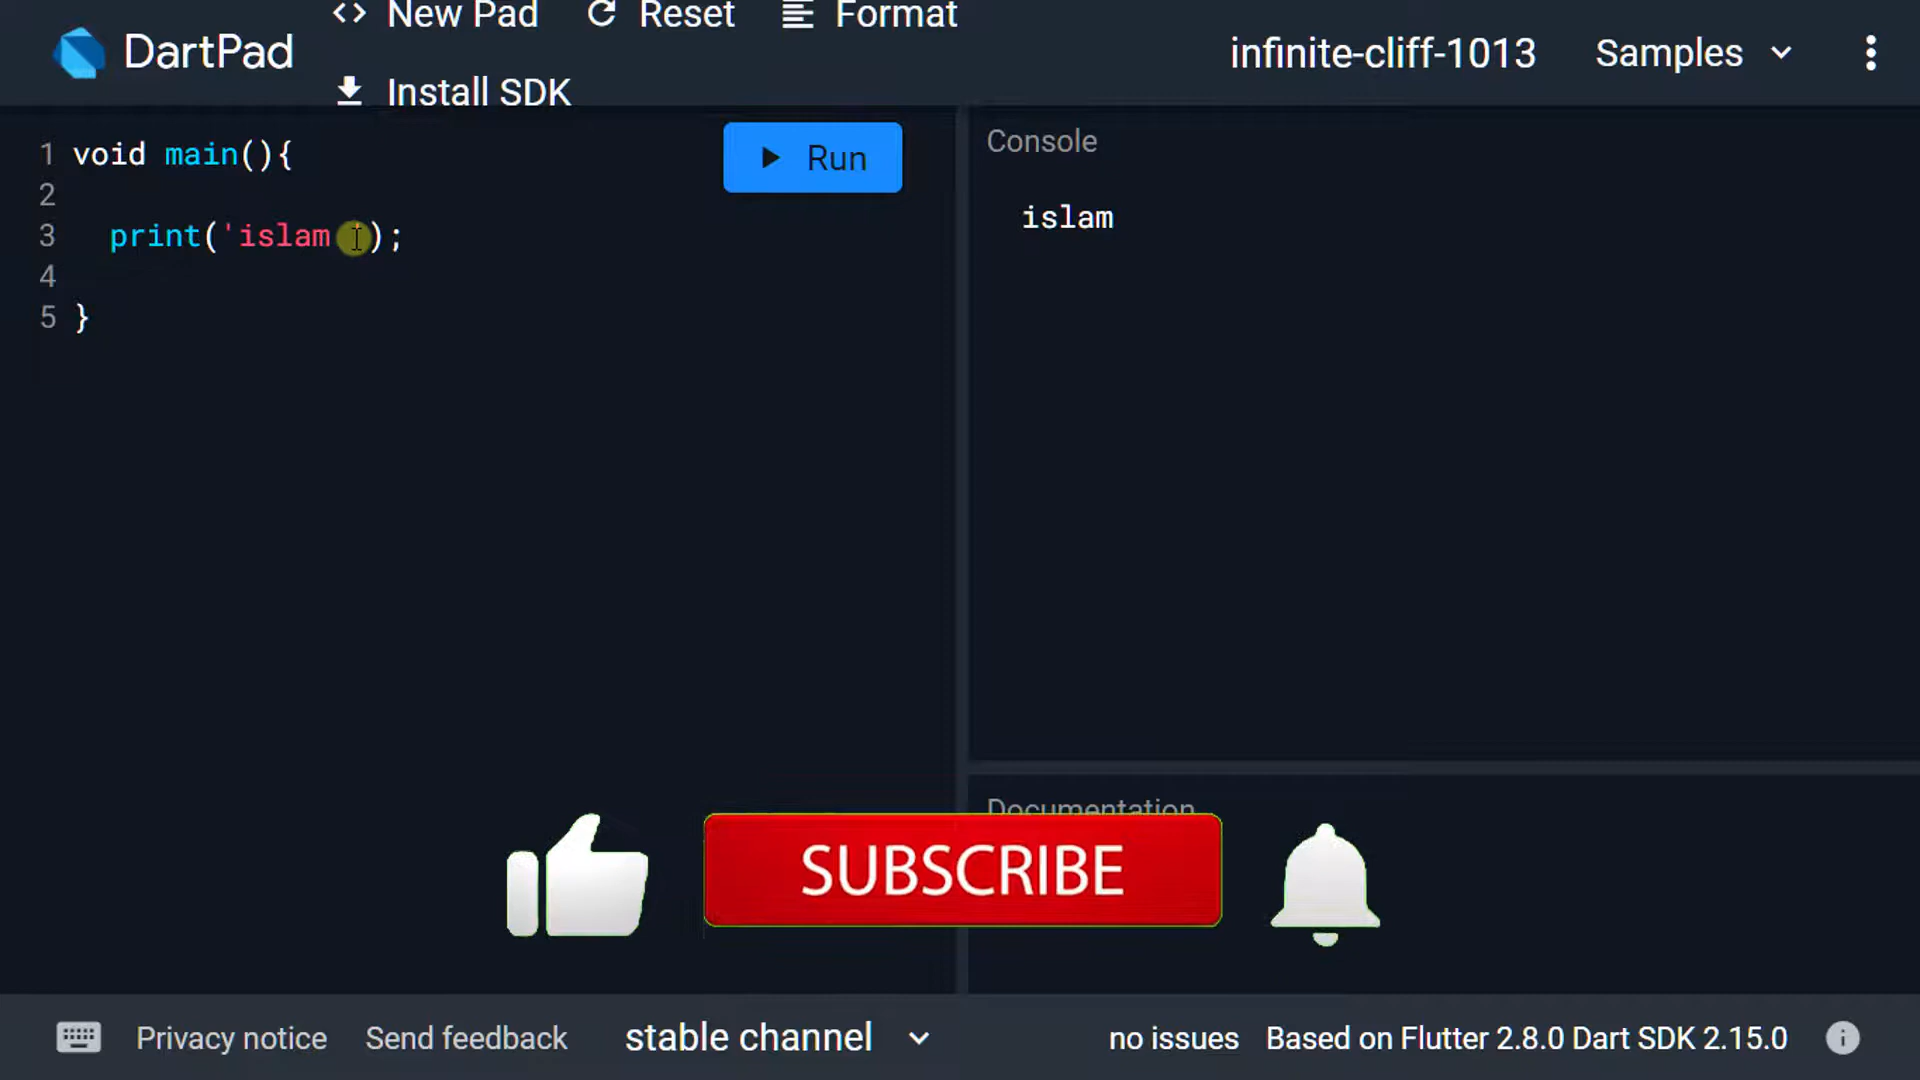 <> New Pad Reset Format
DartPad infinite-cliff-1013 Samples
Install SDK
1 void main(){
2
3 print('islam ');
4
5 }
Run
Console
islam
Documentation
SUBSCRIBE
Privacy notice Send feedback stable channel no issues Based on Flutter 2.8.0 Dart SDK 2.15.0